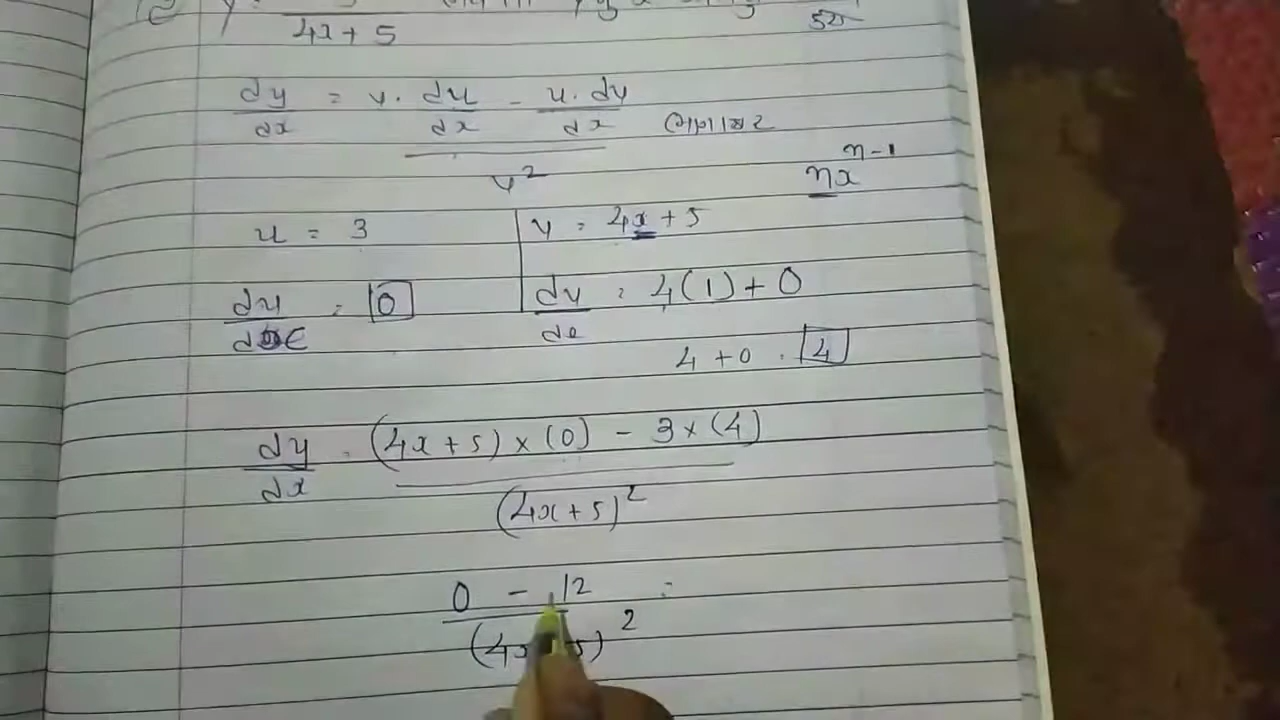 4x + 5
dy/dx = v. du/dx - u. dv/dx
v²
nx^n-1
u = 3 | v = 4x + 5
du/dx = 0 | dv/dx = 4(1) + 0
4 + 0 = 4
dy/dx = (4x + 5) x (0) - 3 x (4)
(4x + 5)²
0 - 12 =
(4x + 5)²